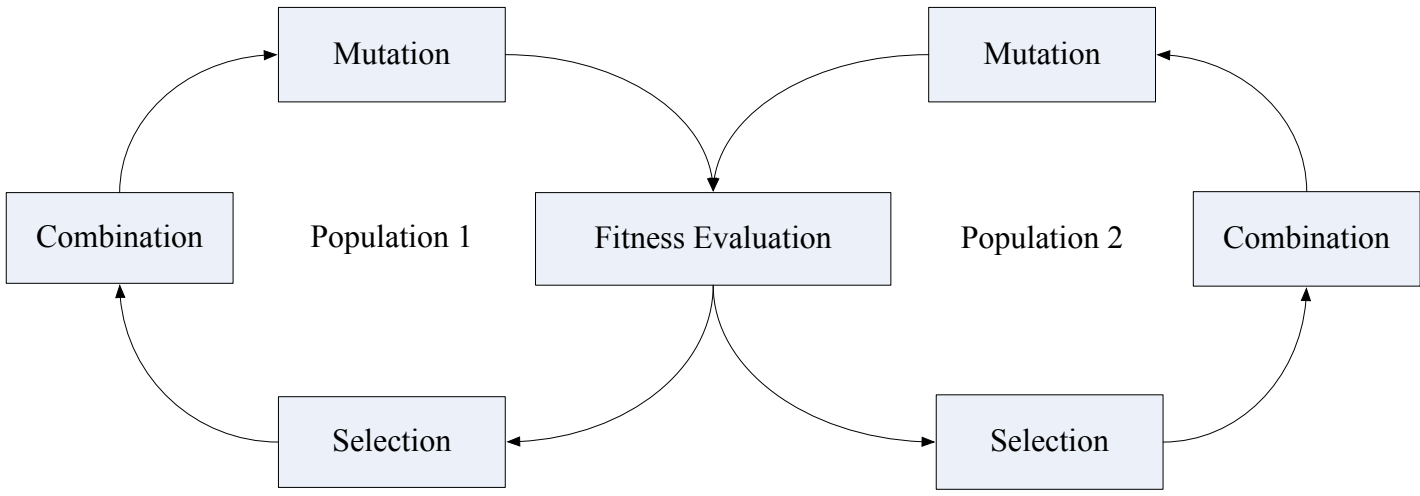 Mutation
Mutation
Combination
Population 1
Fitness Evaluation
Population 2
Combination
Selection
Selection